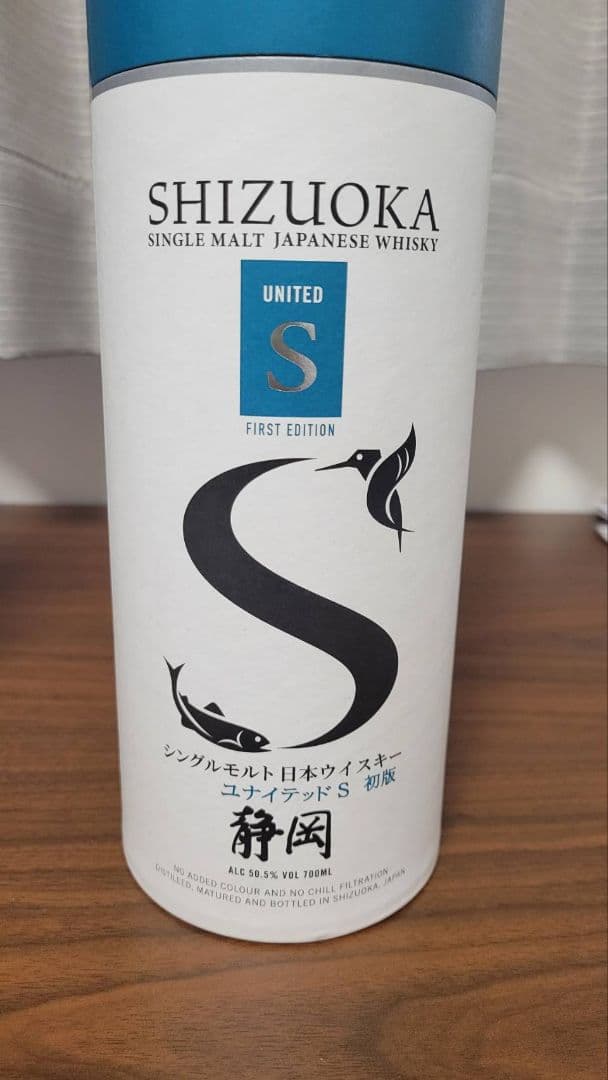 SHIZUOKA
SINGLE MALT JAPANESE WHISKY
UNITED
S
FIRST EDITION
S
シングルモルト日本ウイスキー
ユナイテッド S 初版
静岡
ALC 50.5% VOL 700ML
NO ADDED COLOUR AND NO CHILL FILTRATION
DISTILLED, MATURED AND BOTTLED IN SHIZUOKA, JAPAN